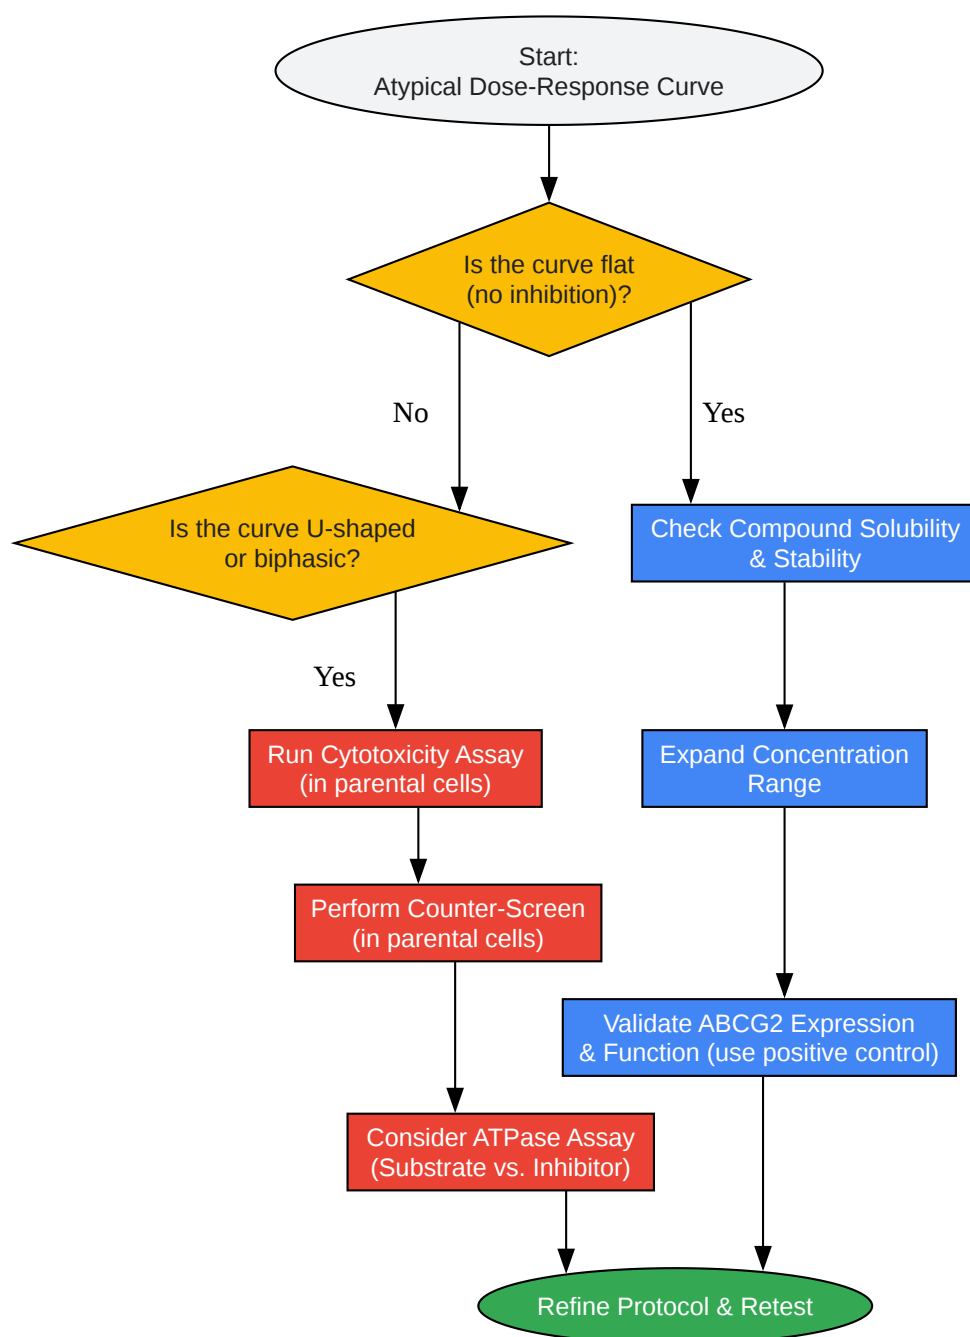 Start:
Atypical Dose-Response Curve
Is the curve flat
(no inhibition)?
No
Yes
Is the curve U-shaped
or biphasic?
Check Compound Solubility
& Stability
Yes
Run Cytotoxicity Assay
(in parental cells)
Expand Concentration
Range
Perform Counter-Screen
(in parental cells)
Validate ABCG2 Expression
& Function (use positive control)
Consider ATPase Assay
(Substrate vs. Inhibitor)
Refine Protocol & Retest